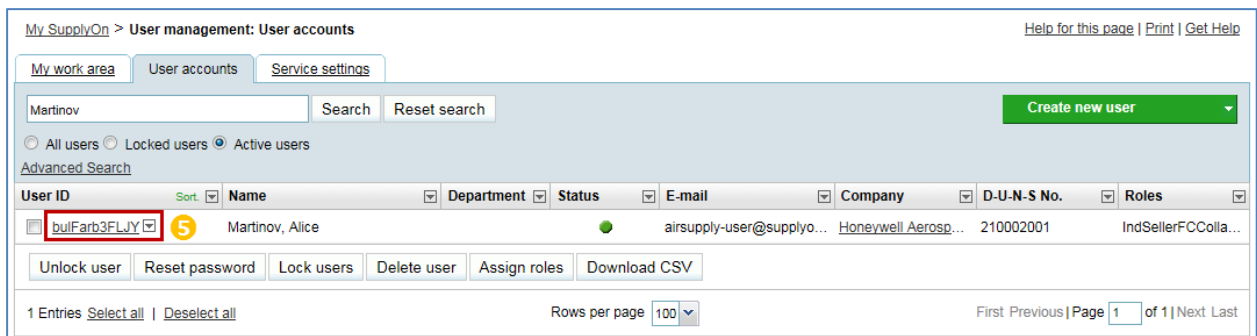 My SupplyOn > User management: User accounts Help for this page | Print | Get Help
My work area User accounts Service settings
Martinov Search Reset search Create new user
All users Locked users Active users
Advanced Search
User ID Sort. Name Department Status E-mail Company D-U-N-S No. Roles
bulFarb3FLJY 5 Martinov, Alice airsupply-user@supplyo... Honeywell Aerosp... 210002001 IndSellerFCColla...
Unlock user Reset password Lock users Delete user Assign roles Download CSV
1 Entries Select all | Deselect all Rows per page 100 First Previous | Page 1 of 1 | Next Last